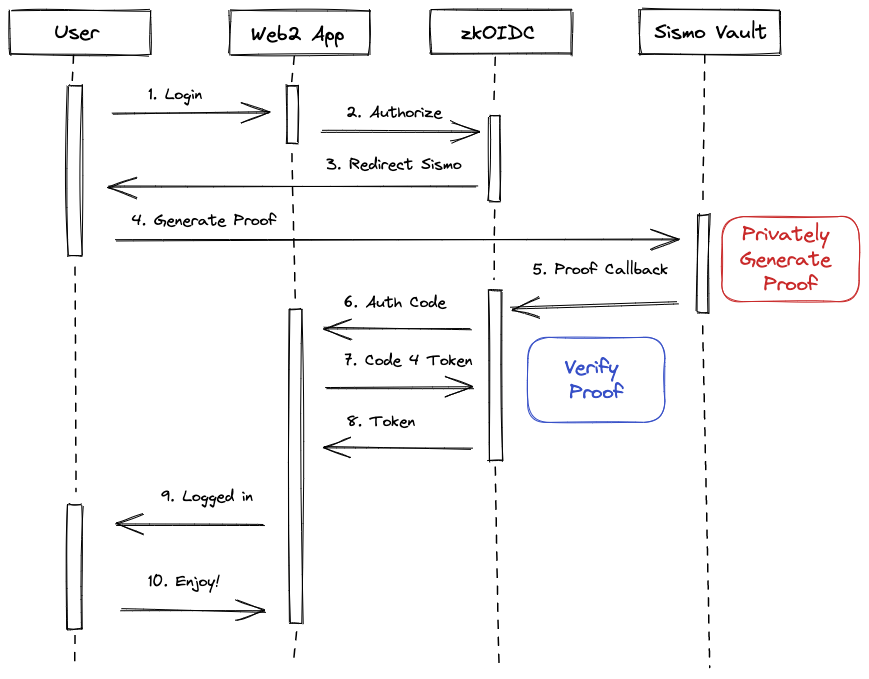 User
Web2 App
zkOIDC
Sismo Vault
1. Login
2. Authorize
3. Redirect Sismo
4. Generate Proof
Privately
Generate
Proof
5. Proof Callback
6. Auth Code
7. Code 4 Token
Verify
Proof
8. Token
9. Logged in
10. Enjoy!